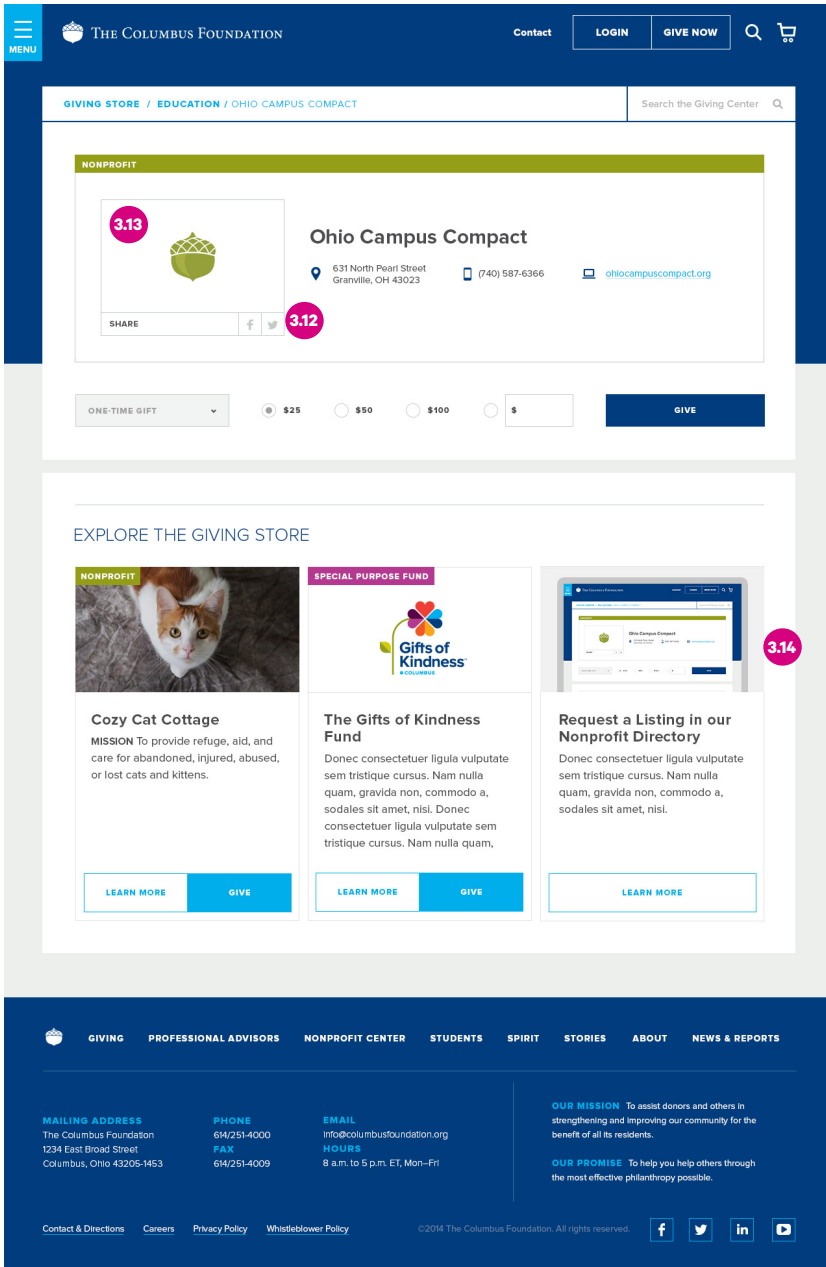 MENU
THE COLUMBUS FOUNDATION
Contact
LOGIN
GIVE NOW
GIVING STORE / EDUCATION / OHIO CAMPUS COMPACT
Search the Giving Center
NONPROFIT
3.13
Ohio Campus Compact
631 North Pearl Street
Granville, OH 43023
(740) 587-6366
ohiocampuscompact.org
SHARE
3.12
ONE-TIME GIFT
$25
$50
$100
$
GIVE
EXPLORE THE GIVING STORE
NONPROFIT
Cozy Cat Cottage
MISSION To provide refuge, aid, and
care for abandoned, injured, abused,
or lost cats and kittens.
LEARN MORE
GIVE
SPECIAL PURPOSE FUND
Gifts of
Kindness
COLUMBUS
The Gifts of Kindness
Fund
Donec consectetuer ligula vulputate
sem tristique cursus. Nam nulla
quam, gravida non, commodo a,
sodales sit amet, nisi. Donec
consectetuer ligula vulputate sem
tristique cursus. Nam nulla quam,
LEARN MORE
GIVE
Ohio Campus Compact
3.14
Request a Listing in our
Nonprofit Directory
Donec consectetuer ligula vulputate
sem tristique cursus. Nam nulla
quam, gravida non, commodo a,
sodales sit amet, nisi.
LEARN MORE
GIVING
PROFESSIONAL ADVISORS
NONPROFIT CENTER
STUDENTS
SPIRIT
STORIES
ABOUT
NEWS & REPORTS
MAILING ADDRESS
The Columbus Foundation
1234 East Broad Street
Columbus, Ohio 43205-1453
PHONE
614/251-4000
FAX
614/251-4009
EMAIL
info@columbusfoundation.org
HOURS
8 a.m. to 5 p.m. ET, Mon–Fri
OUR MISSION To assist donors and others in
strengthening and improving our community for the
benefit of all its residents.
OUR PROMISE To help you help others through
the most effective philanthropy possible.
Contact & Directions
Careers
Privacy Policy
Whistleblower Policy
©2014 The Columbus Foundation. All rights reserved.